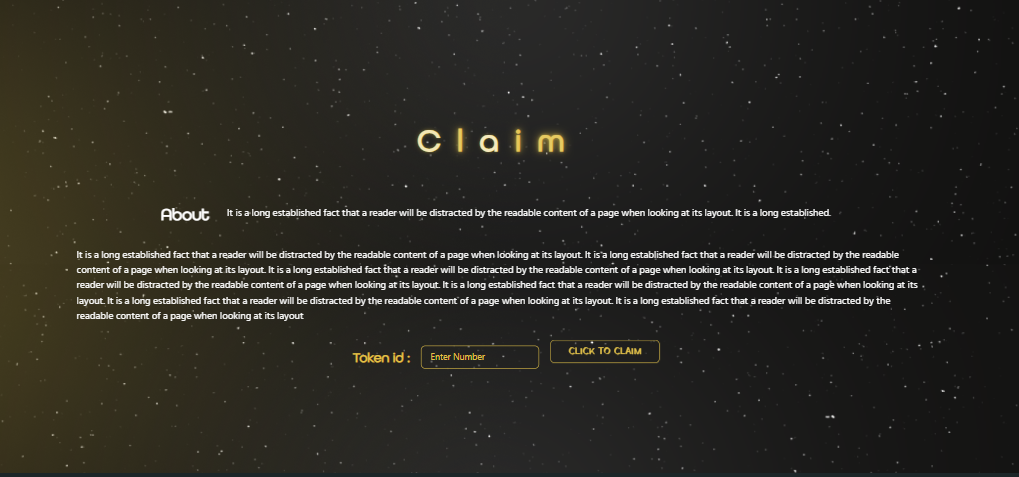 Claim
About It is a long established fact that a reader will be distracted by the readable content of a page when looking at its layout. It is a long established.
It is a long established fact that a reader will be distracted by the readable content of a page when looking at its layout. It is a long established fact that a reader will be distracted by the readable
content of a page when looking at its layout. It is a long established fact that a reader will be distracted by the readable content of a page when looking at its layout. It is a long established fact that a
reader will be distracted by the readable content of a page when looking at its layout. It is a long established fact that a reader will be distracted by the readable content of a page when looking at its
layout. It is a long established fact that a reader will be distracted by the readable content of a page when looking at its layout. It is a long established fact that a reader will be distracted by the
readable content of a page when looking at its layout
Token id : Enter Number CLICK TO CLAIM